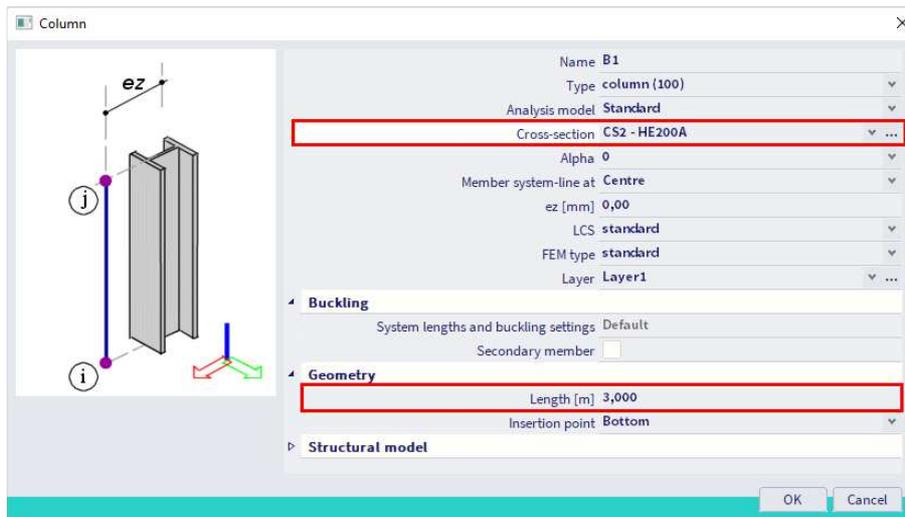 Column
ez
j
i
Name B1
Type column (100)
Analysis model Standard
Cross-section CS2 - HE200A
Alpha 0
Member system-line at Centre
ez [mm] 0,00
LCS standard
FEM type standard
Layer Layer1
Buckling
System lengths and buckling settings Default
Secondary member
Geometry
Length [m] 3,000
Insertion point Bottom
Structural model
OK Cancel